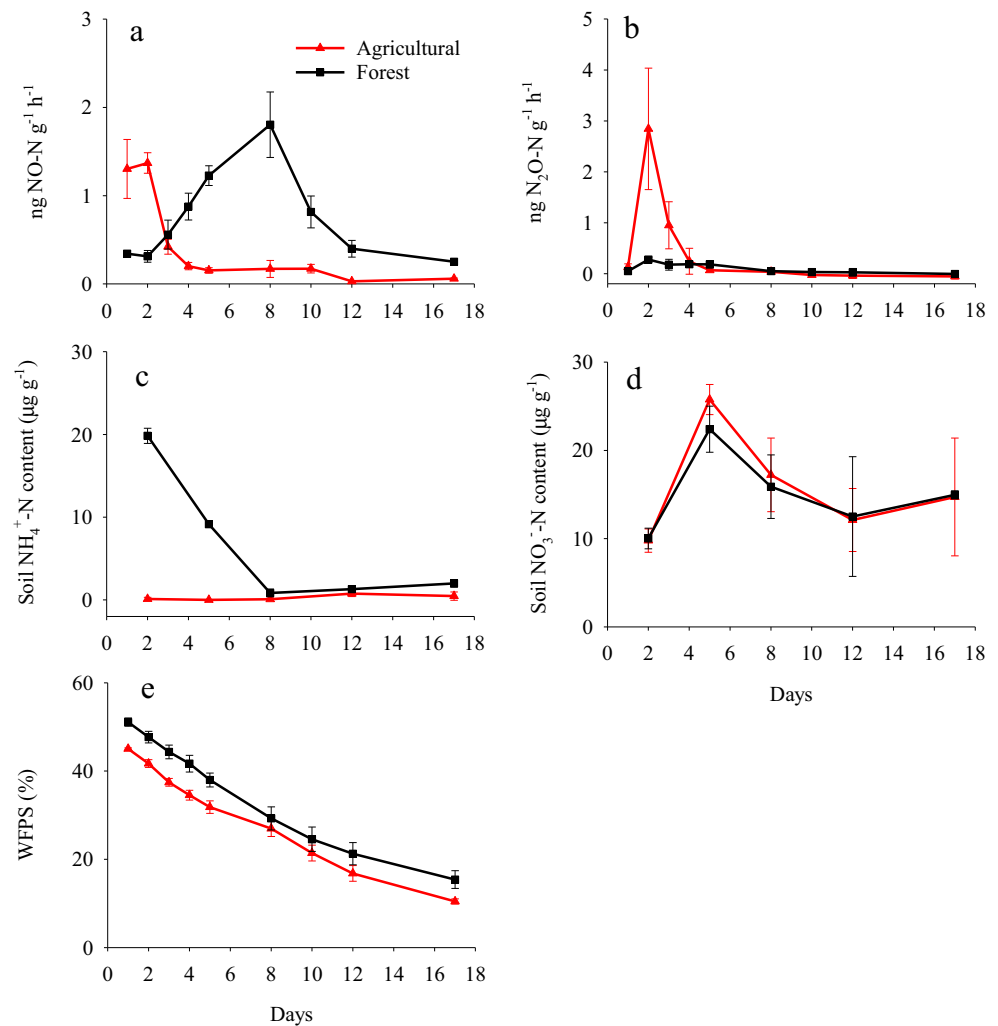 a
3
2
1
0
ng NO-N g⁻¹ h⁻¹
Agricultural
Forest
0 2 4 6 8 10 12 14 16 18
b
5
4
3
2
1
0
ng N₂O-N g⁻¹ h⁻¹
0 2 4 6 8 10 12 14 16 18
c
30
20
10
0
Soil NH₄⁺-N content (µg g⁻¹)
0 2 4 6 8 10 12 14 16 18
d
30
20
10
0
Soil NO₃⁻-N content (µg g⁻¹)
0 2 4 6 8 10 12 14 16 18
Days
e
60
40
20
0
WFPS (%)
0 2 4 6 8 10 12 14 16 18
Days